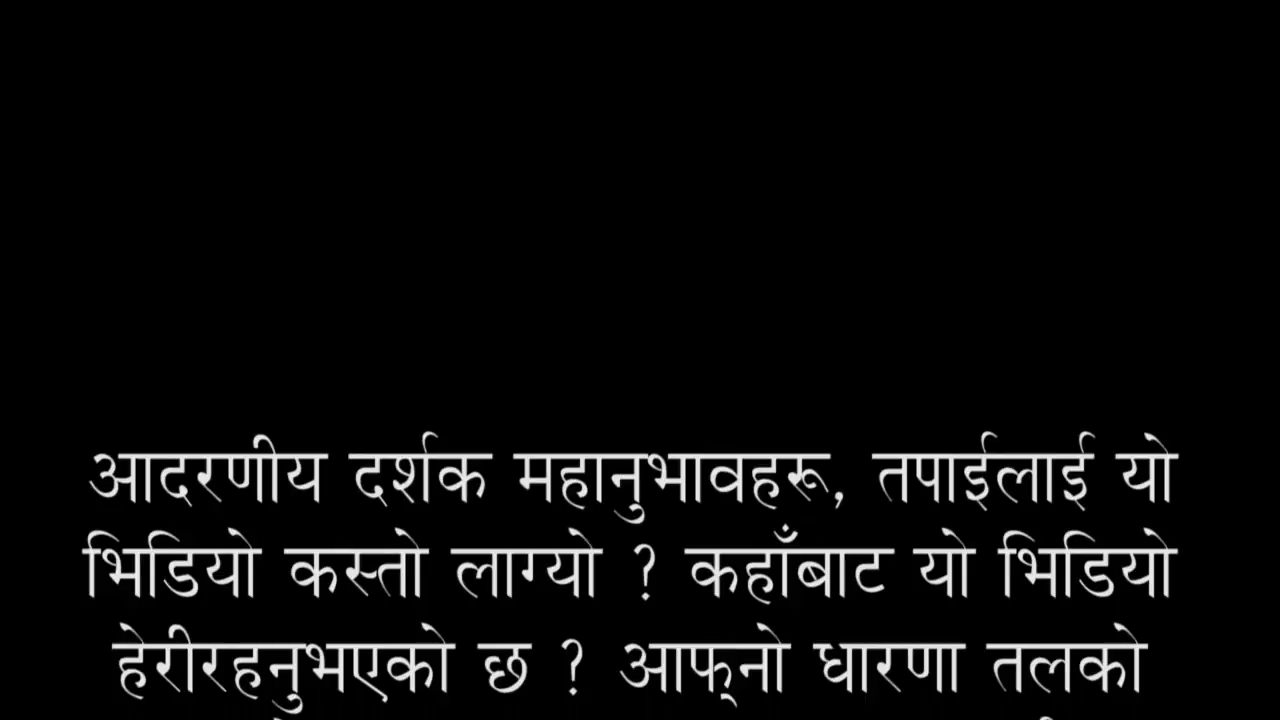 आदरणीय दर्शक महानुभावहरू, तपाईलाई यो
भिडियो कस्तो लाग्यो ? कहाँबाट यो भिडियो
हेरीरहनुभएको छ ? आफ्‍नो धारणा तलको